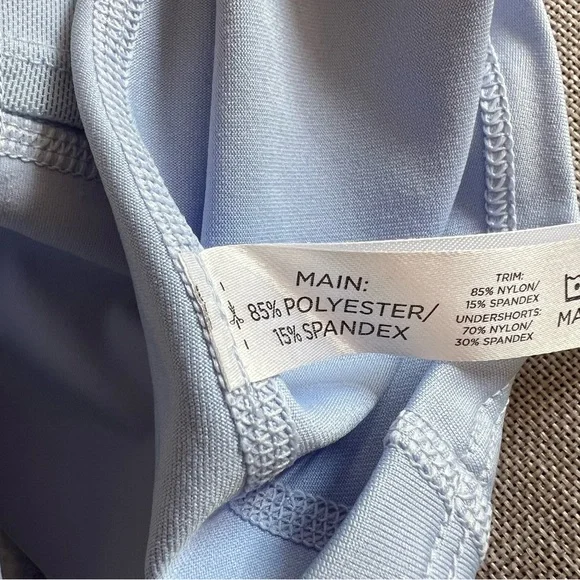 MAIN:
85% POLYESTER/
15% SPANDEX
TRIM:
85% NYLON/
15% SPANDEX
UNDERSHORTS:
70% NYLON/
30% SPANDEX
MA